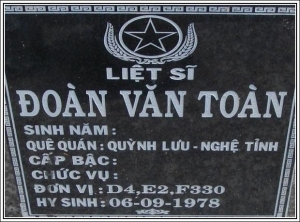 LIỆT SĨ
ĐOÀN VĂN TOÀN
SINH NĂM :
QUÊ QUÁN : QUỲNH LƯU - NGHỆ TĨNH
CẤP BẬC :
CHỨC VỤ :
ĐƠN VỊ : D4,E2,F330
HY SINH : 06-09-1978